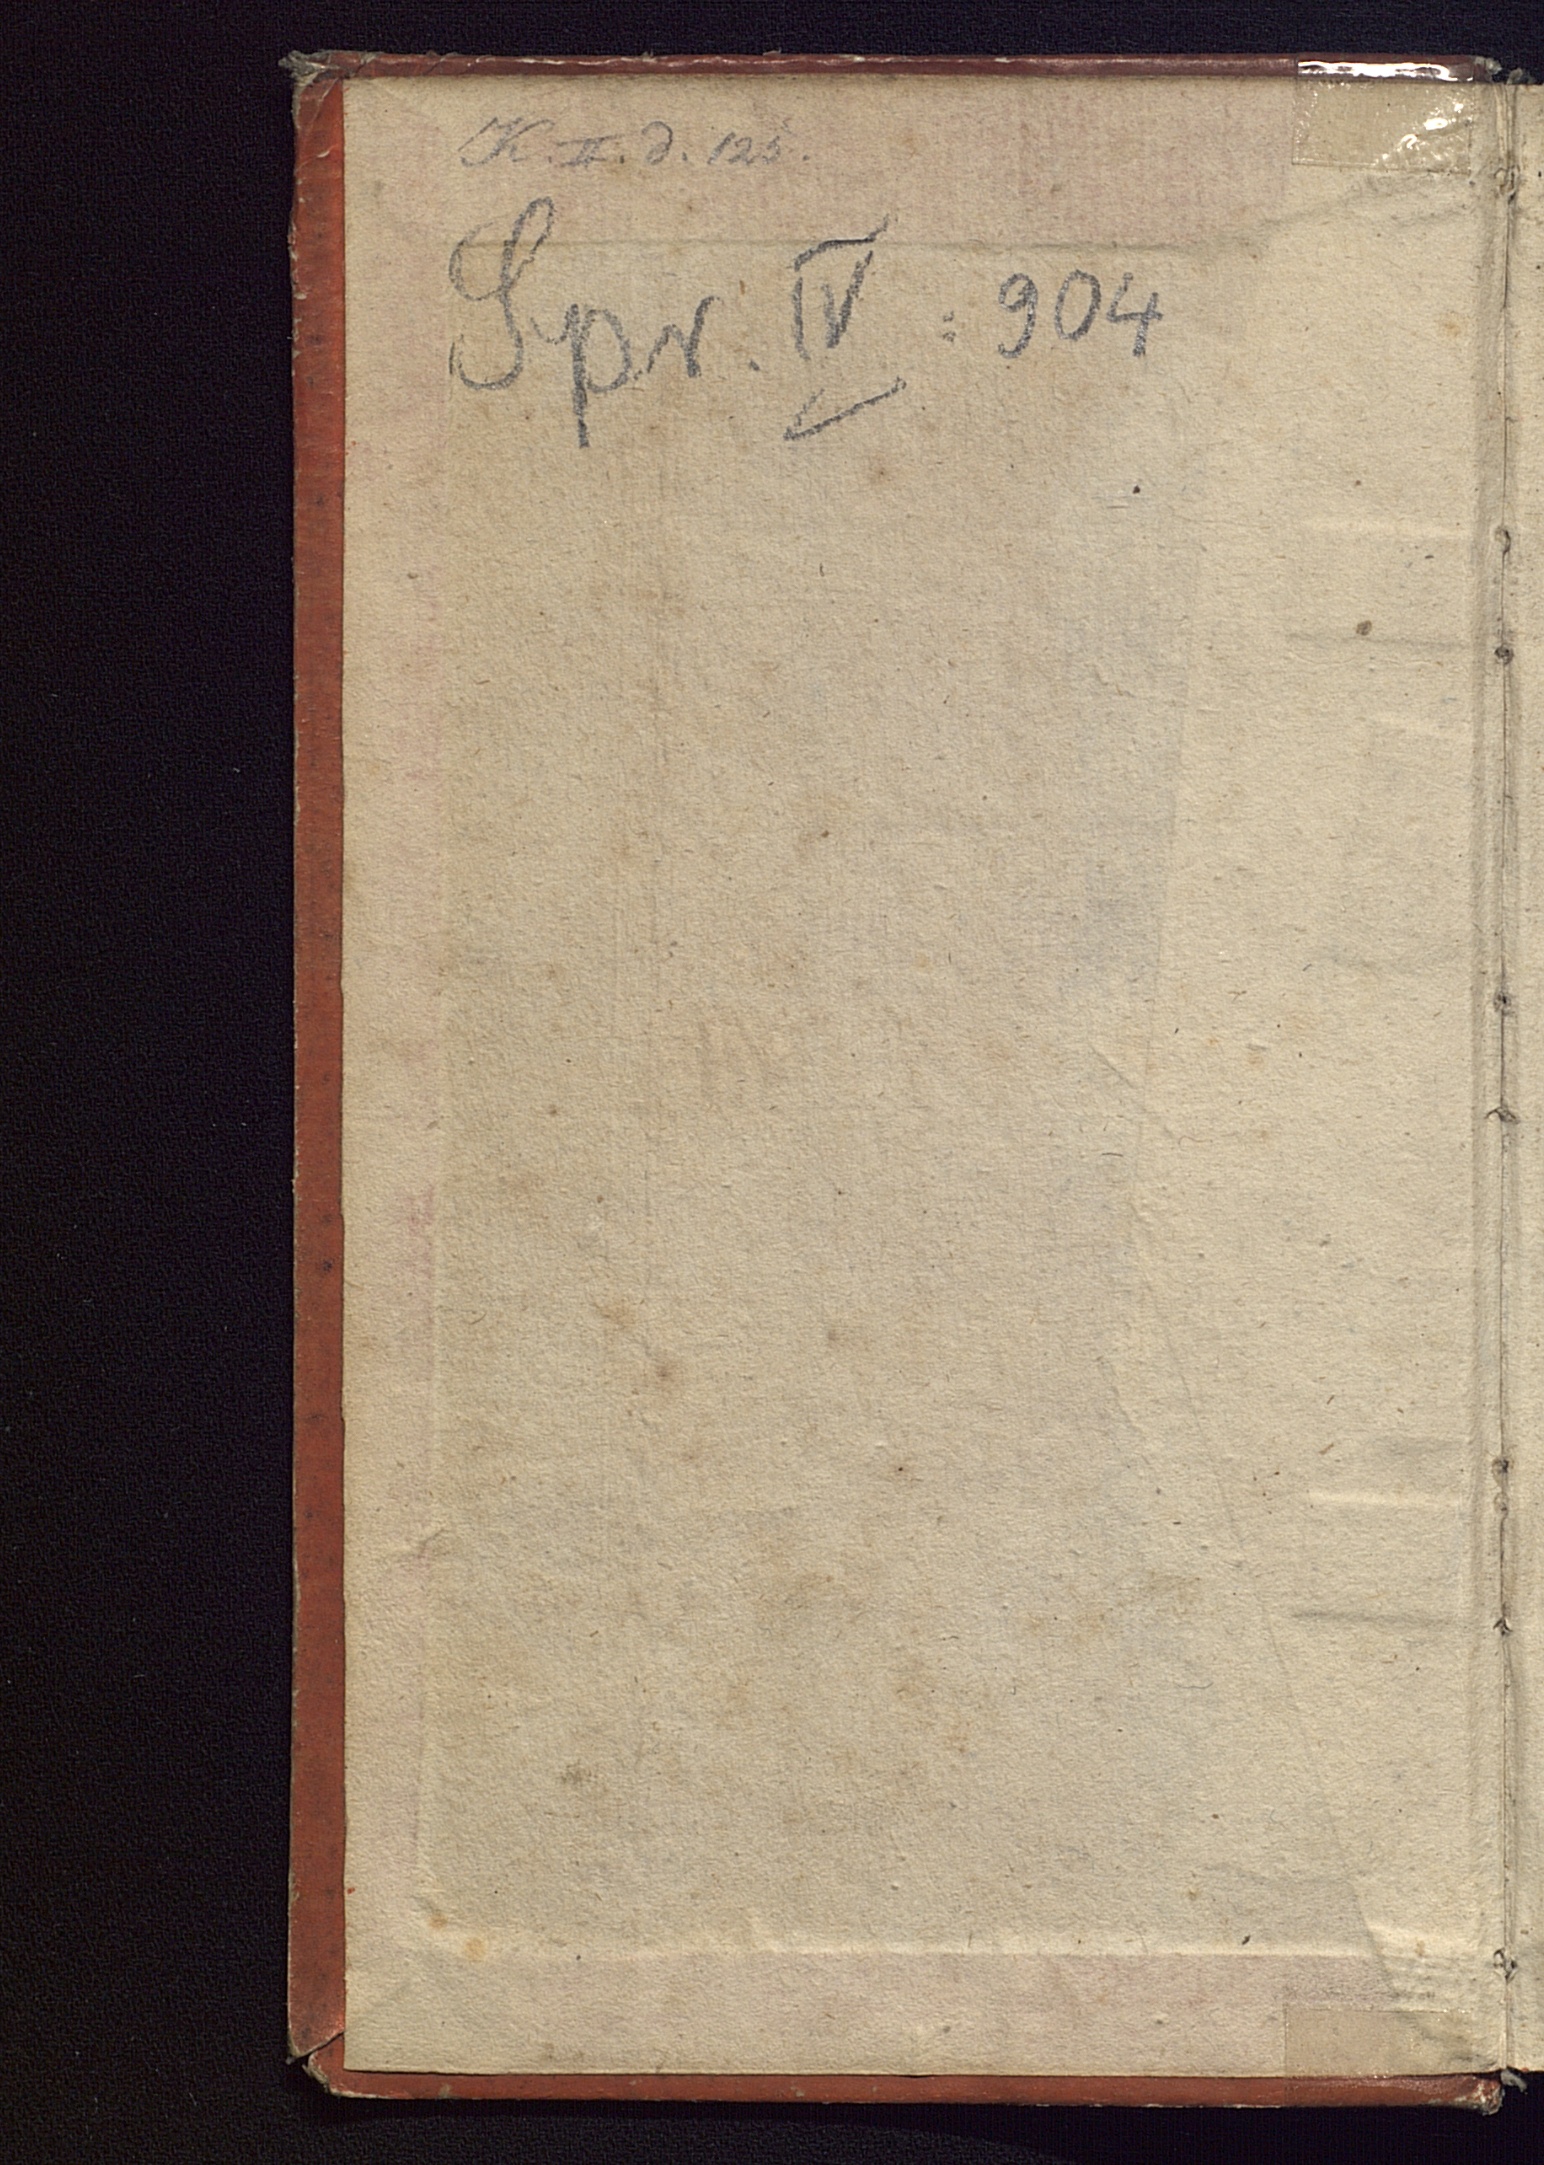 K. II. d. 125.
Spr. IV : 904